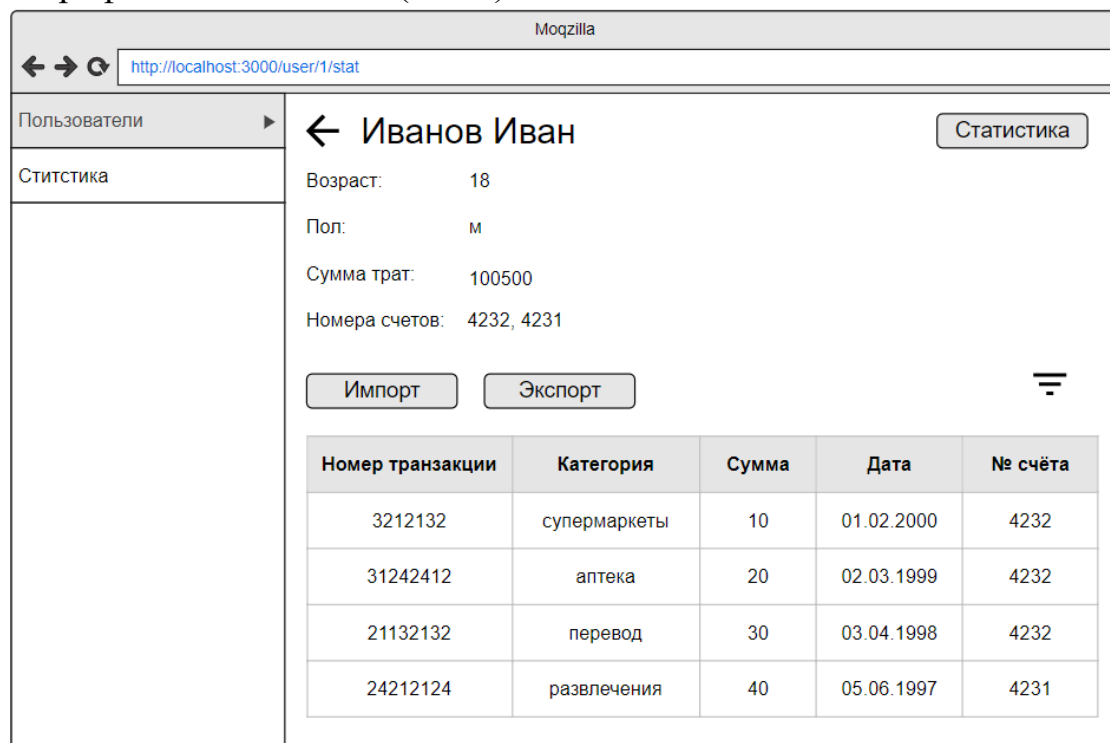 Moqzilla
http://localhost:3000/user/1/stat
Пользователи
Ститстика
Иванов Иван
Статистика
Возраст: 18
Пол: м
Сумма трат: 100500
Номера счетов: 4232, 4231
Импорт Экспорт
Номер транзакции Категория Сумма Дата № счёта
3212132 супермаркеты 10 01.02.2000 4232
31242412 аптека 20 02.03.1999 4232
21132132 перевод 30 03.04.1998 4232
24212124 развлечения 40 05.06.1997 4231